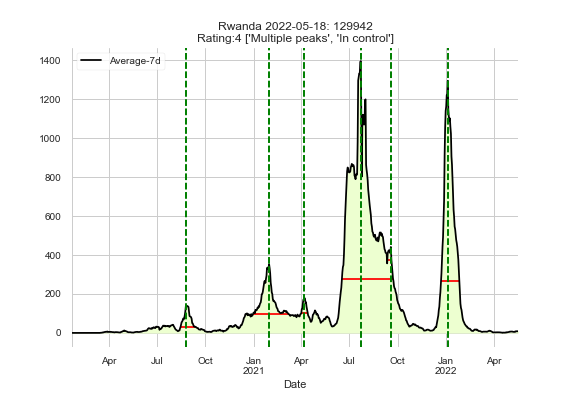 Rwanda 2022-05-18: 129942
Rating:4 ['Multiple peaks', 'In control']
Average-7d
1400
1200
1000
800
600
400
200
0
Apr Jul Oct Jan Apr Jul Oct Jan Apr
2021 2022
Date